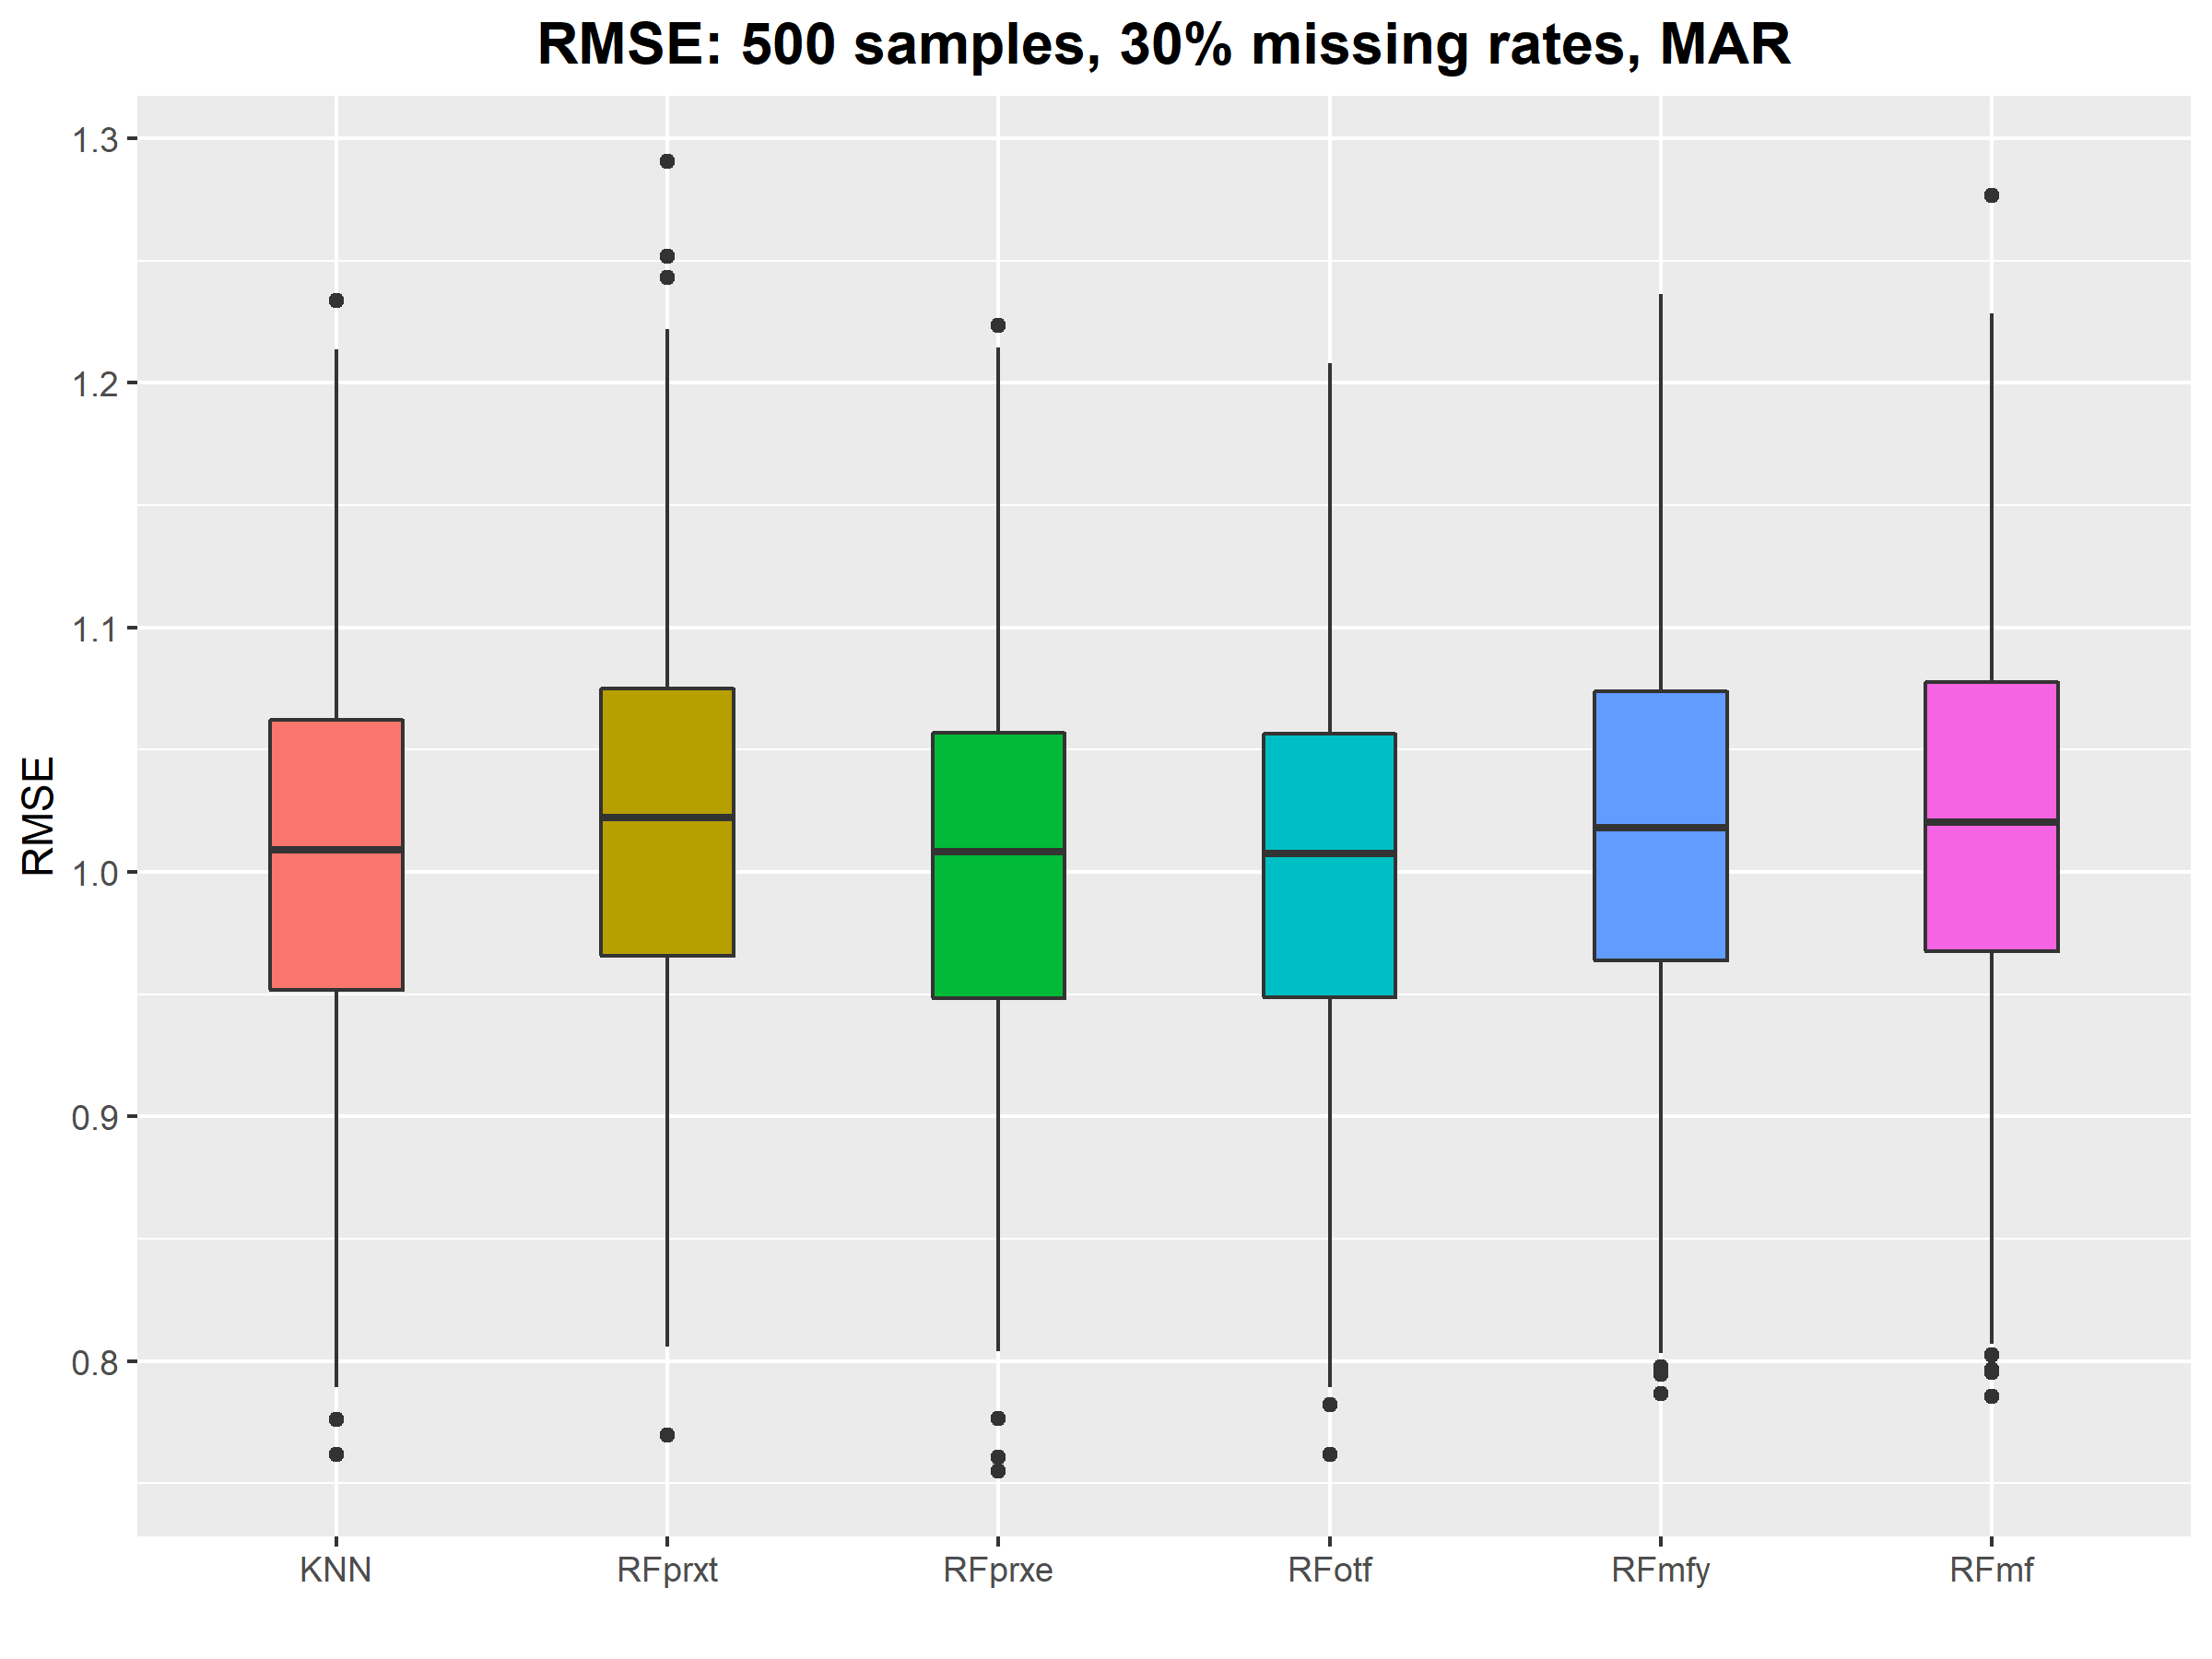 RMSE: 500 samples, 30% missing rates, MAR
RMSE
1.3
1.2
1.1
1.0
0.9
0.8
KNN RFprxt RFprxe RFotf RFmfy RFmf